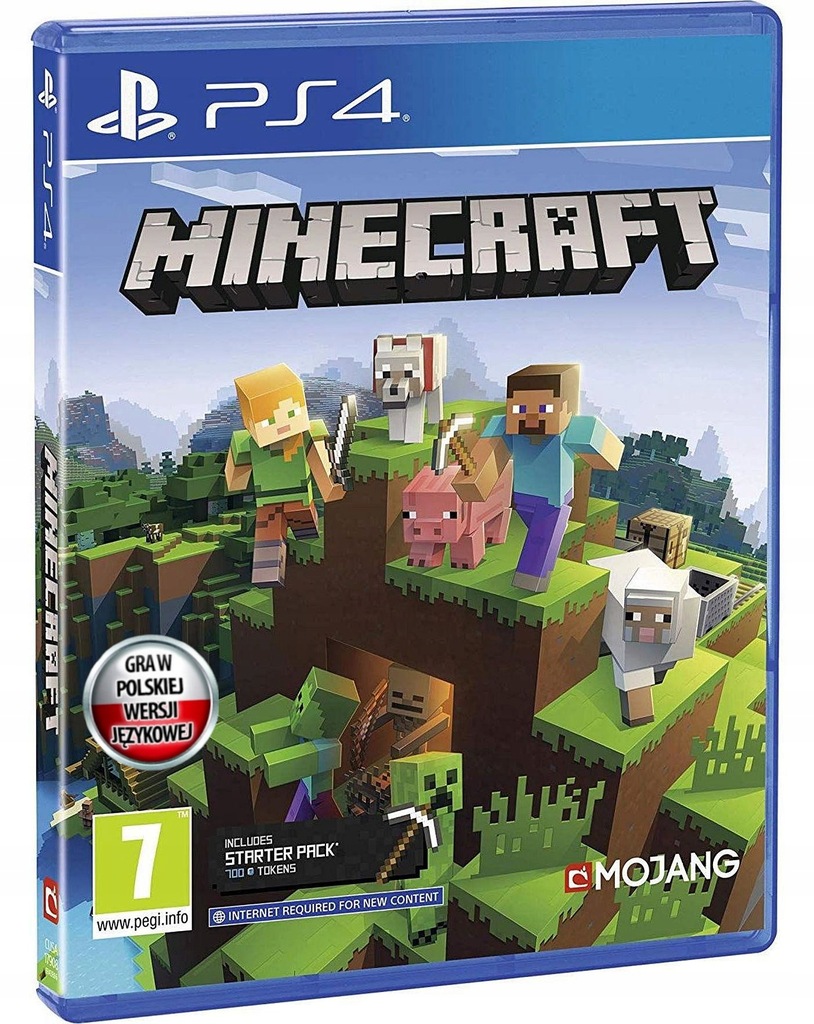 PS4
MINECRAFT
PS4
MINECRAFT
GRA W
POLSKIEJ
WERSJI
JĘZYKOWEJ
7
www.pegi.info
INCLUDES
STARTER PACK*
700 TOKENS
INTERNET REQUIRED FOR NEW CONTENT
MOJANG
CUSA